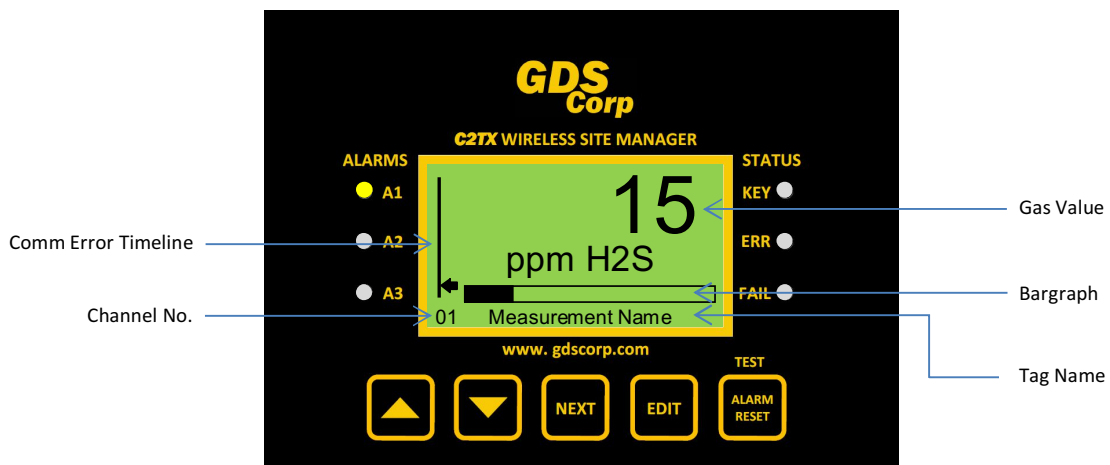 GDS
Corp
C2TX WIRELESS SITE MANAGER
ALARMS
STATUS
A1
15
KEY
Gas Value
Comm Error Timeline
A2
ppm H2S
ERR
A3
FAIL
Bargraph
Channel No.
01 Measurement Name
www. gdscorp.com
TEST
Tag Name
NEXT
EDIT
ALARM
RESET